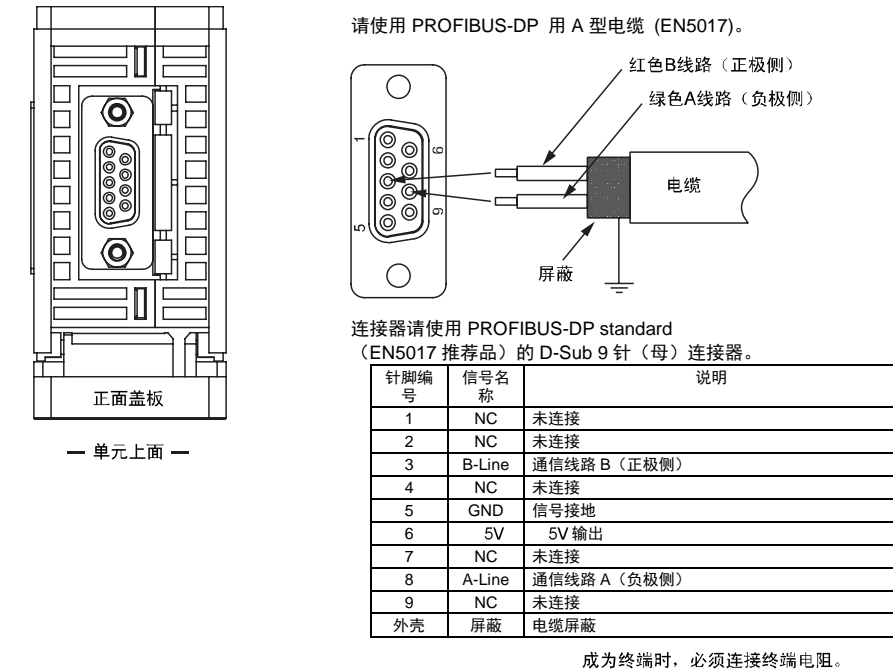 请使用 PROFIBUS-DP 用 A 型电缆 (EN5017)。
红色B线路（正极侧）
绿色A线路（负极侧）
1
6
电缆
5
9
屏蔽
正面盖板
单元上面
连接器请使用 PROFIBUS-DP standard
（EN5017 推荐品）的 D-Sub 9 针（母）连接器。
针脚编号 信号名称 说明
1 NC 未连接
2 NC 未连接
3 B-Line 通信线路 B（正极侧）
4 NC 未连接
5 GND 信号接地
6 5V 5V 输出
7 NC 未连接
8 A-Line 通信线路 A（负极侧）
9 NC 未连接
外壳 屏蔽 电缆屏蔽
成为终端时，必须连接终端电阻。